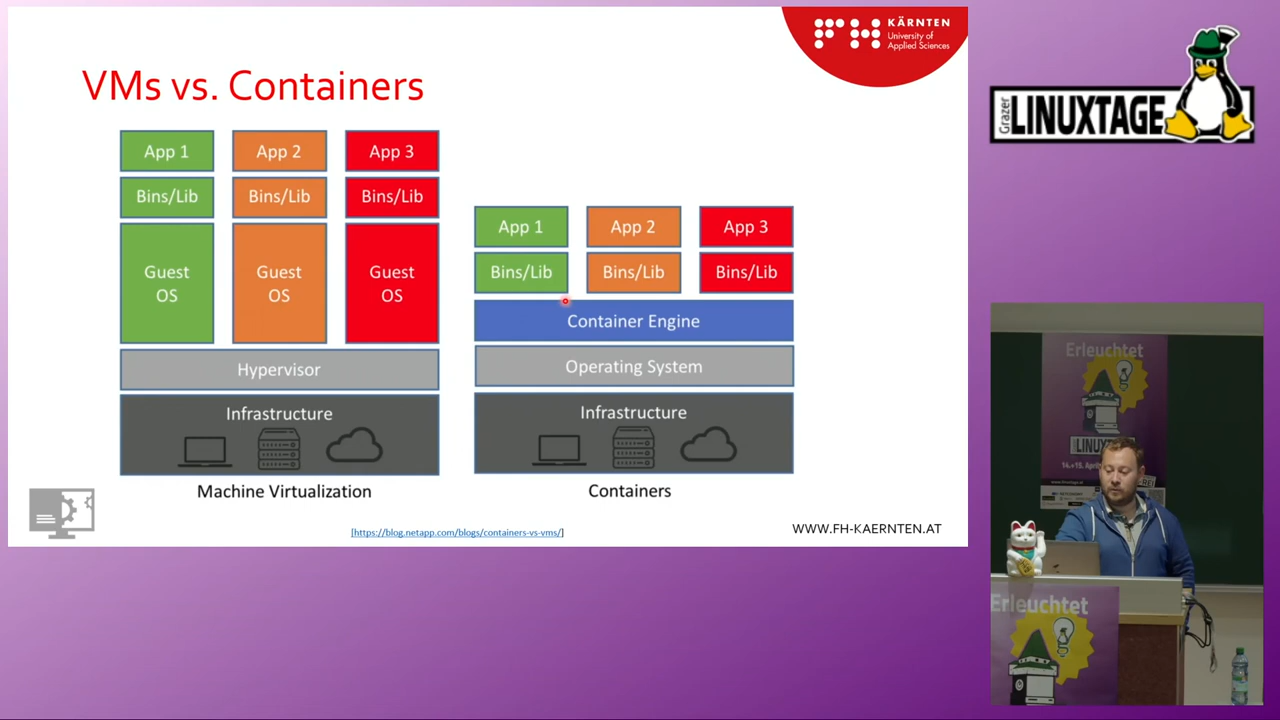 VMs vs. Containers
KÄRNTEN
University of
Applied Sciences
App 1
App 2
App 3
Bins/Lib
Bins/Lib
Bins/Lib
Guest
OS
Guest
OS
Guest
OS
Hypervisor
Infrastructure
Machine Virtualization
App 1
App 2
App 3
Bins/Lib
Bins/Lib
Bins/Lib
Container Engine
Operating System
Infrastructure
Containers
[https://blog.netapp.com/blogs/containers-vs-vms/]
WWW.FH-KAERNTEN.AT
Grazer
LINUXTAGE
Erleuchtet
LINUXTAGE
Erleuchtet